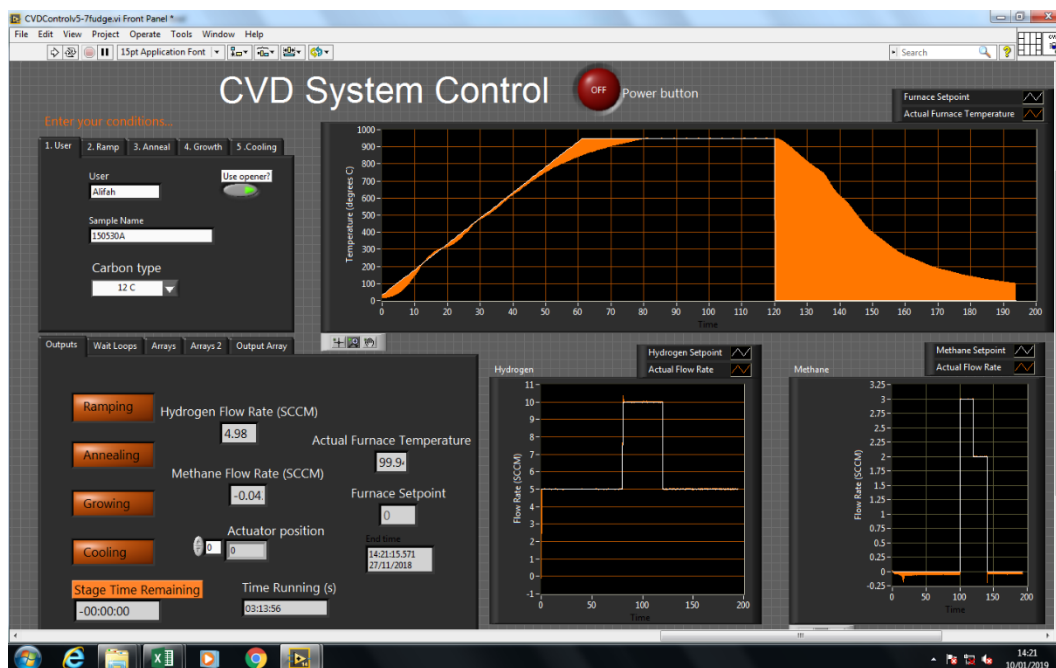 CVDControlv5-7fudge.vi Front Panel *
File Edit View Project Operate Tools Window Help
15pt Application Font
Search
CVD System Control
OFF
Power button
Enter your conditions...
1. User 2. Ramp 3. Anneal 4. Growth 5 .Cooling
User
Use opener?
Alifah
Sample Name
150530A
Carbon type
12 C
Furnace Setpoint
Actual Furnace Temperature
Temperature (degrees C)
1000
900
800
700
600
500
400
300
200
100
0
0 10 20 30 40 50 60 70 80 90 100 110 120 130 140 150 160 170 180 190 200
Time
Outputs Wait Loops Arrays Arrays 2 Output Array
Ramping
Annealing
Growing
Cooling
Hydrogen Flow Rate (SCCM)
4.98
Methane Flow Rate (SCCM)
-0.04
Actuator position
0
0
Actual Furnace Temperature
99.9
Furnace Setpoint
0
End time
14:21:15.571
27/11/2018
Stage Time Remaining
-00:00:00
Time Running (s)
03:13:56
Hydrogen Setpoint
Actual Flow Rate
Hydrogen
Flow Rate (SCCM)
11
10
9
8
7
6
5
4
3
2
1
0
-1
0 50 100 150 200
Time
Methane Setpoint
Actual Flow Rate
Methane
Flow Rate (SCCM)
3.25
3
2.75
2.5
2.25
2
1.75
1.5
1.25
1
0.75
0.5
0.25
0
-0.25
0 50 100 150 200
Time
14:21
10/01/2019